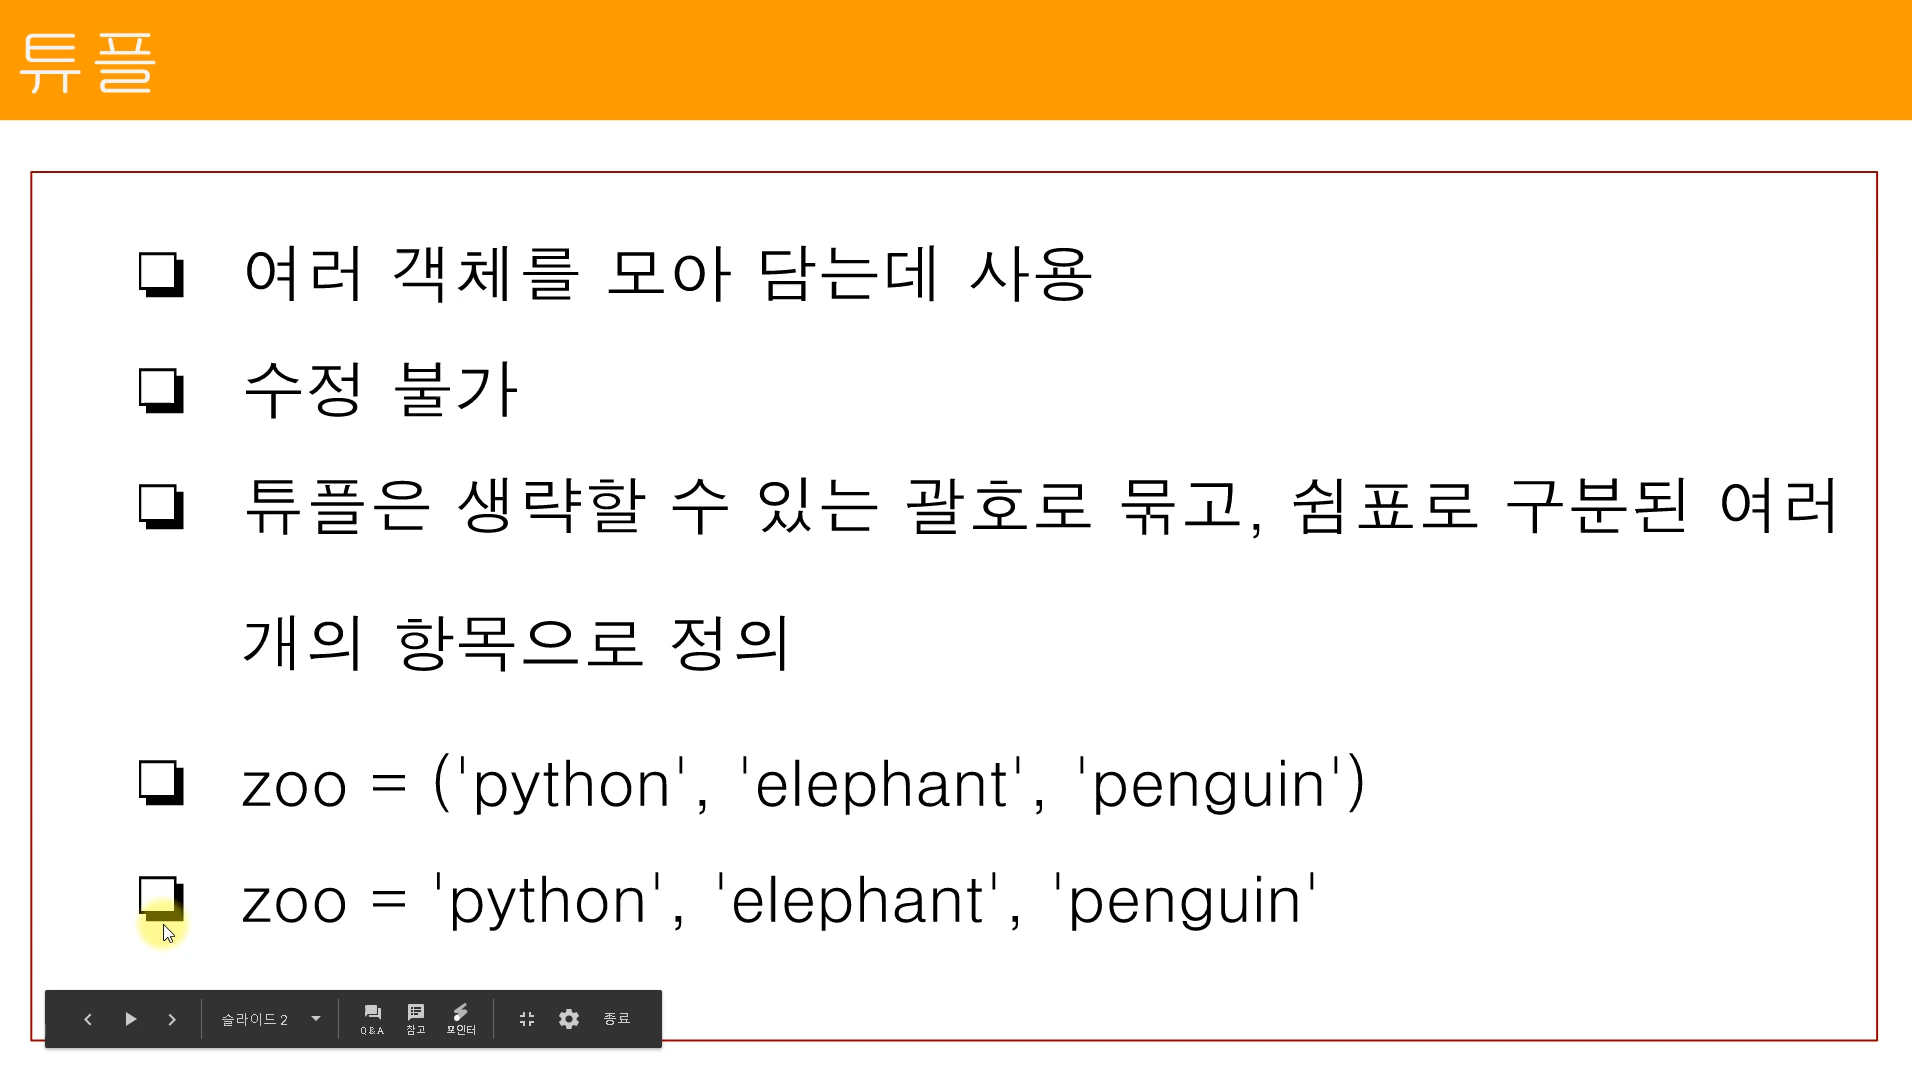 튜플
여러 객체를 모아 담는데 사용
수정 불가
튜플은 생략할 수 있는 괄호로 묶고, 쉼표로 구분된 여러
개의 항목으로 정의
zoo = ('python', 'elephant', 'penguin')
zoo = 'python', 'elephant', 'penguin'
슬라이드 2 Q&A 참고 포인터 종료